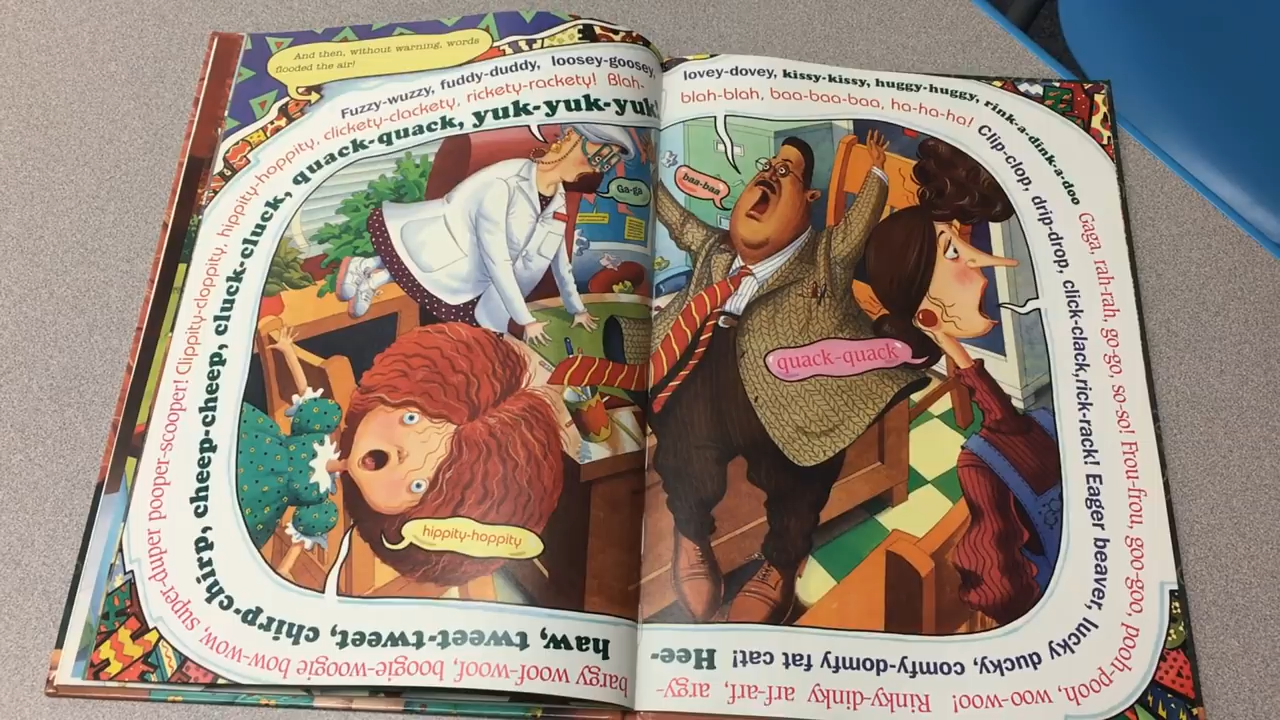 And then, without warning, words
flooded the air!
Fuzzy-wuzzy, fuddy-duddy, loosey-goosey, lovey-dovey, kissy-kissy, huggy-huggy, rink-a-dink-a-doo
Gaga, rah-rah, go-go, so-so! Frou-frou, goo-goo, pooh-pooh, woo-woo! Rinky-dinky arf-arf, argy-bargy woof-woof, boogie-woogie bow-wow, super-duper pooper-scooper! Clippity-cloppity, hippity-hoppity, clickety-clackety, rickety-rackety! Blah-blah-blah, baa-baa-baa, ha-ha-ha!
Clip-clop, drip-drop, click-clack,rick-rack! Eager beaver, lucky ducky, comfy-domfy fat cat! Hee-haw, tweet-tweet, chirp-chirp, cheep-cheep, cluck-cluck, quack-quack, yuk-yuk-yuk!
Ga-ga
baa-baa
quack-quack
hippity-hoppity